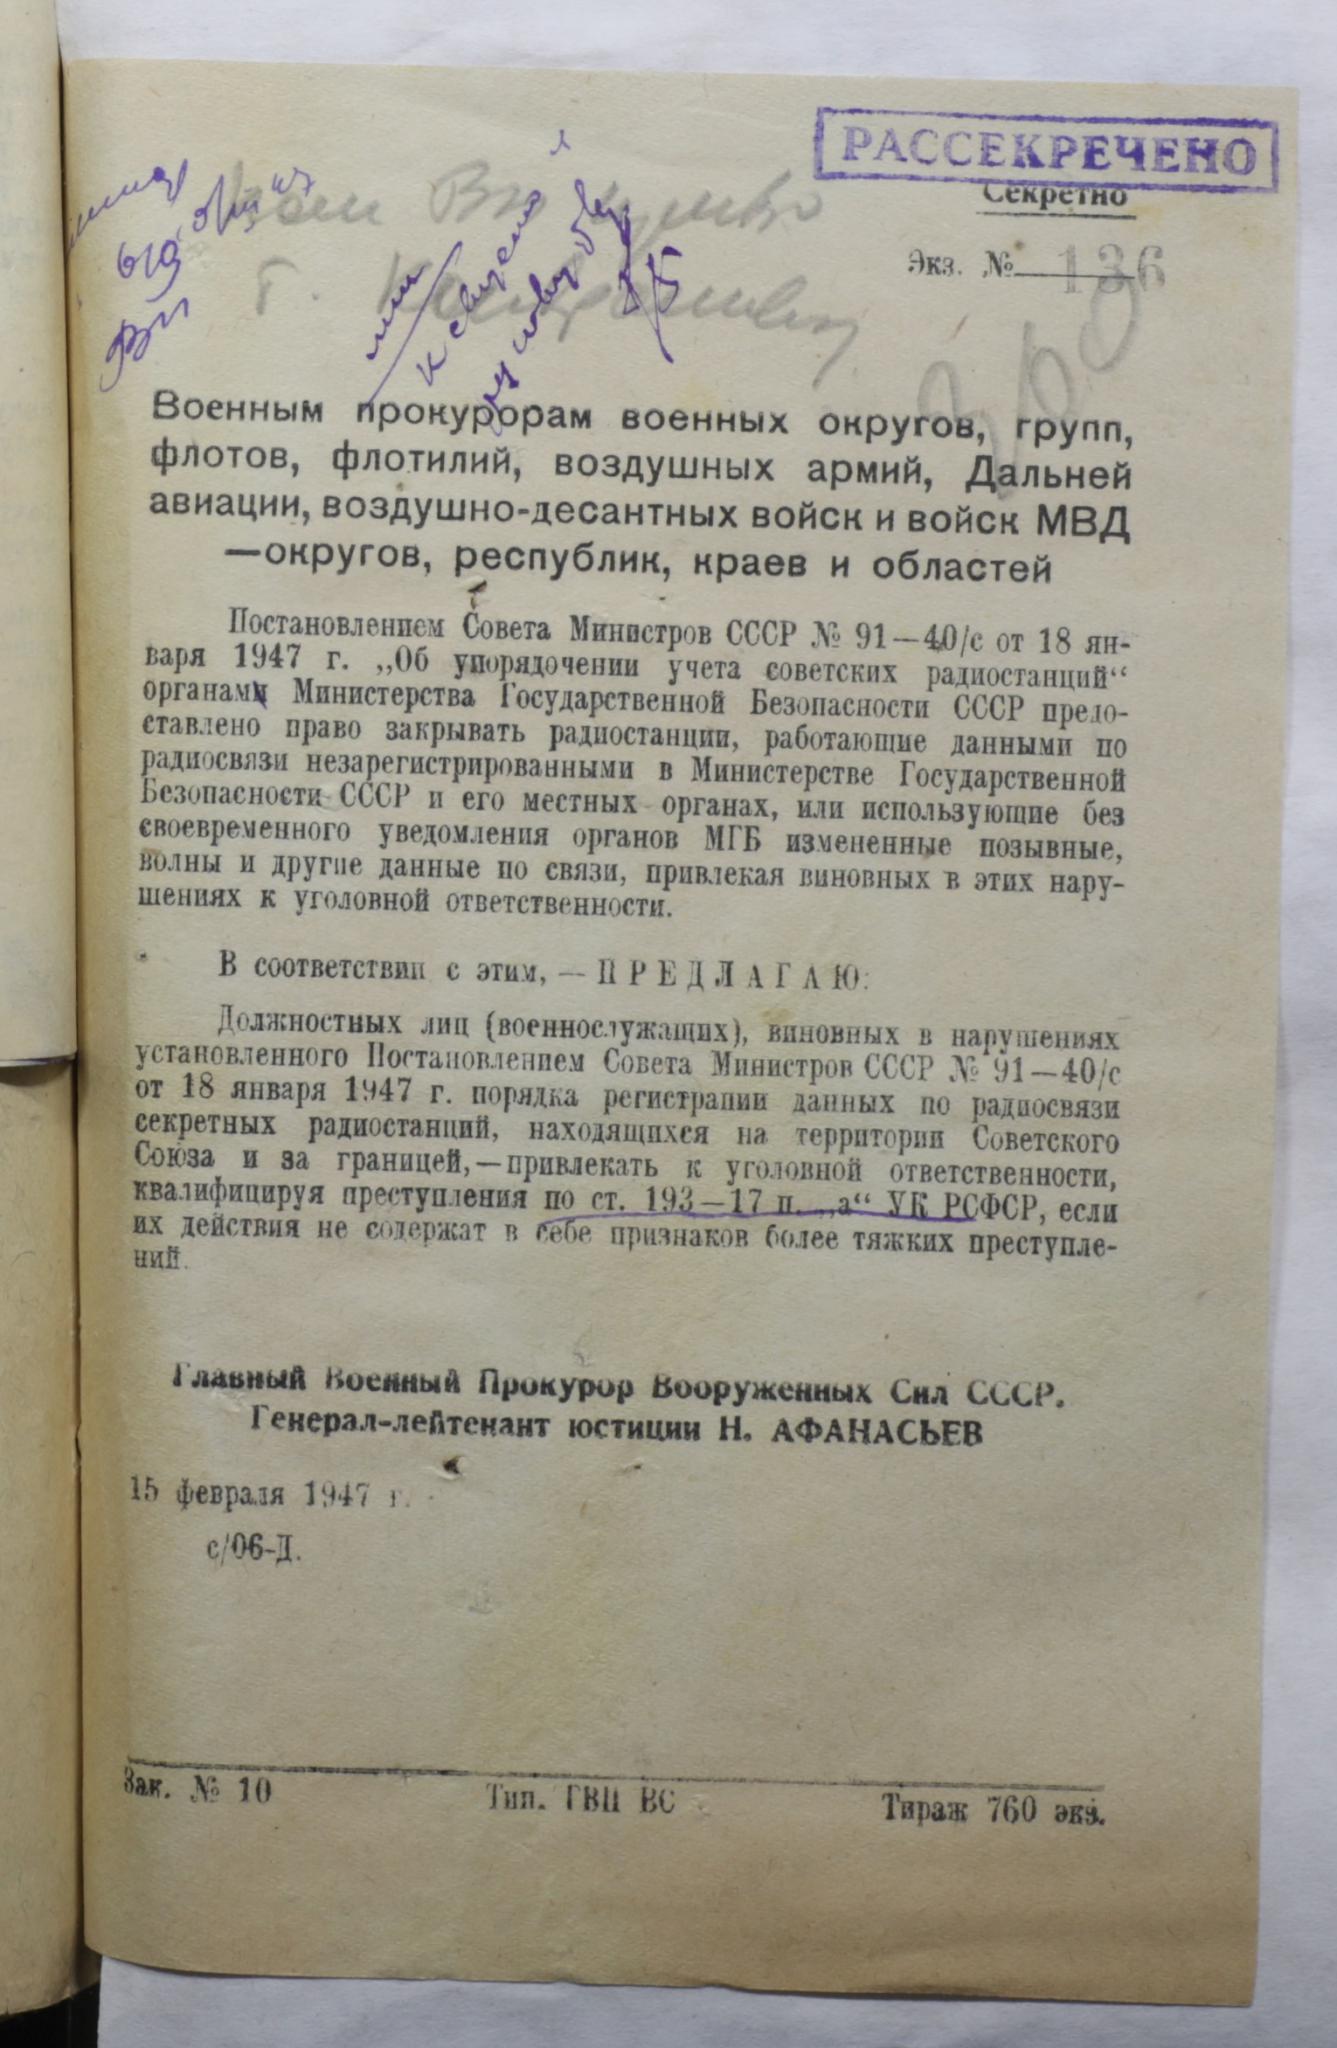 РАССЕКРЕЧЕНО
Секретно
Экз. № 136
к сведению
Военным прокурорам военных округов, групп,
флотов, флотилий, воздушных армий, Дальней
авиации, воздушно-десантных войск и войск МВД
—округов, республик, краев и областей
Постановлением Совета Министров СССР № 91—40/с от 18 ян-
варя 1947 г. „Об упорядочении учета советских радиостанций“
органами Министерства Государственной Безопасности СССР предо-
ставлено право закрывать радиостанции, работающие данными по
радиосвязи незарегистрированными в Министерстве Государственной
Безопасности СССР и его местных органах, или использующие без
своевременного уведомления органов МГБ измененные позывные,
волны и другие данные по связи, привлекая виновных в этих нару-
шениях к уголовной ответственности.
В соответствии с этим, — ПРЕДЛАГАЮ:
Должностных лиц (военнослужащих), виновных в нарушениях
установленного Постановлением Совета Министров СССР № 91—40/с
от 18 января 1947 г. порядка регистрации данных по радиосвязи
секретных радиостанций, находящихся на территории Советского
Союза и за границей,—привлекать к уголовной ответственности,
квалифицируя преступления по ст. 193—17 п. „а“ УК РСФСР, если
их действия не содержат в себе признаков более тяжких преступле-
ний.
Главный Военный Прокурор Вооруженных Сил СССР.
Генерал-лейтенант юстиции Н. АФАНАСЬЕВ
15 февраля 1947 г.
с/06-Д.
Зак. № 10 Тип. ГВП ВС Тираж 760 экз.